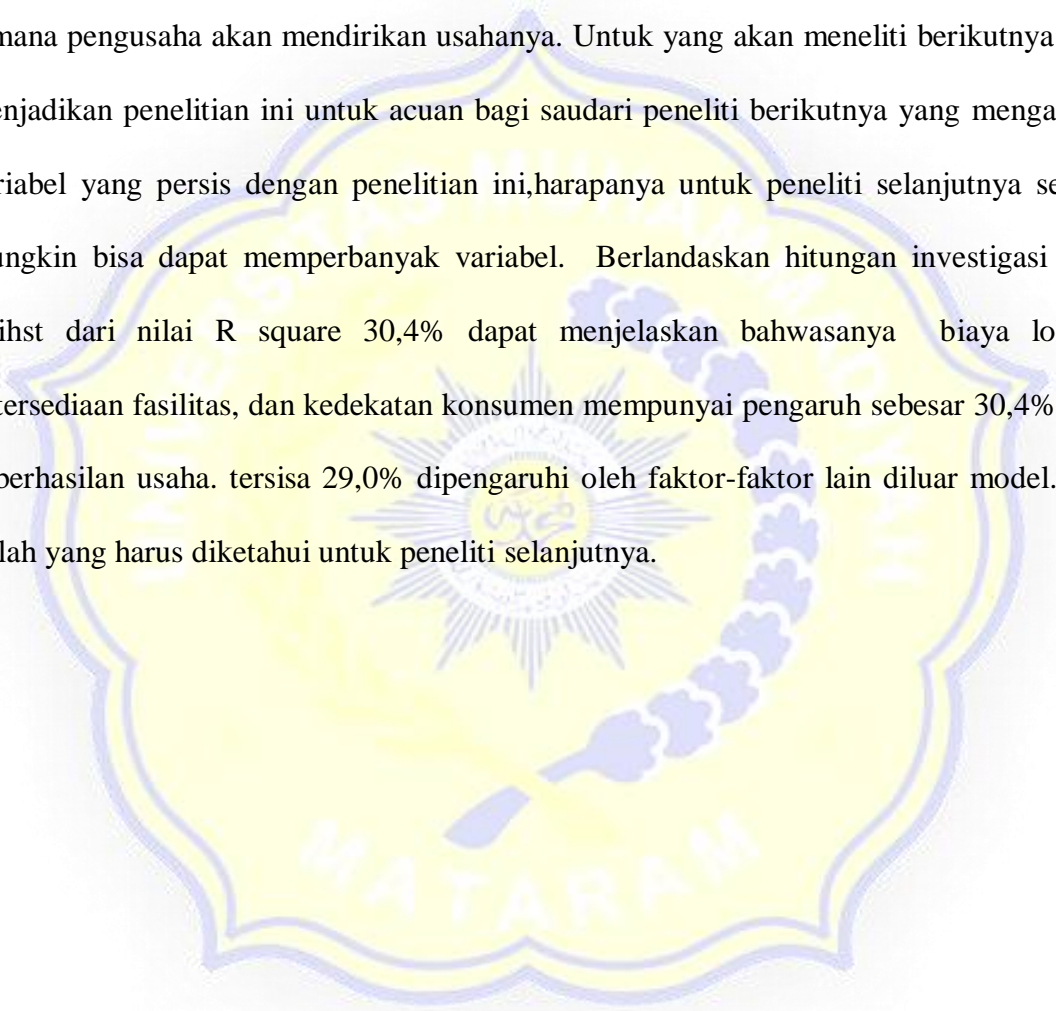 mana pengusaha akan mendirikan usahanya. Untuk yang akan meneliti berikutnya
enjadikan penelitian ini untuk acuan bagi saudari peneliti berikutnya yang menga
riabel yang persis dengan penelitian ini,harapanya untuk peneliti selanjutnya se
ungkin bisa dapat memperbanyak variabel. Berlandaskan hitungan investigasi
ihst dari nilai R square 30,4% dapat menjelaskan bahwasanya biaya lo
tersediaan fasilitas, dan kedekatan konsumen mempunyai pengaruh sebesar 30,4%
berhasilan usaha. tersisa 29,0% dipengaruhi oleh faktor-faktor lain diluar model.
lah yang harus diketahui untuk peneliti selanjutnya.
UNIVERSITAS MUHAMMADIYAH
MATARAM